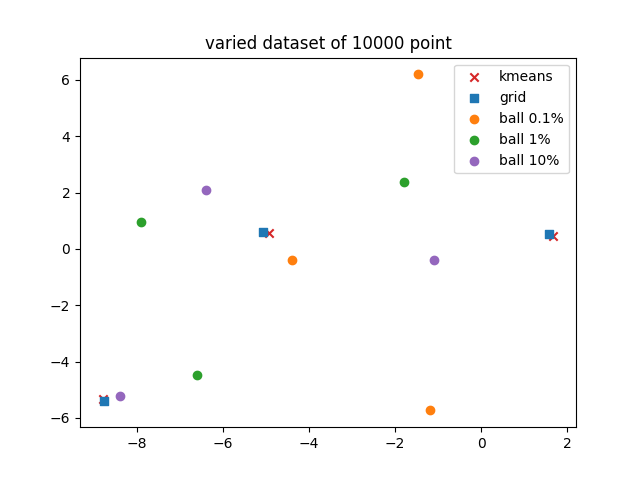 varied dataset of 10000 point
kmeans
grid
ball 0.1%
ball 1%
ball 10%
6
4
2
0
−2
−4
−6
−8 −6 −4 −2 0 2